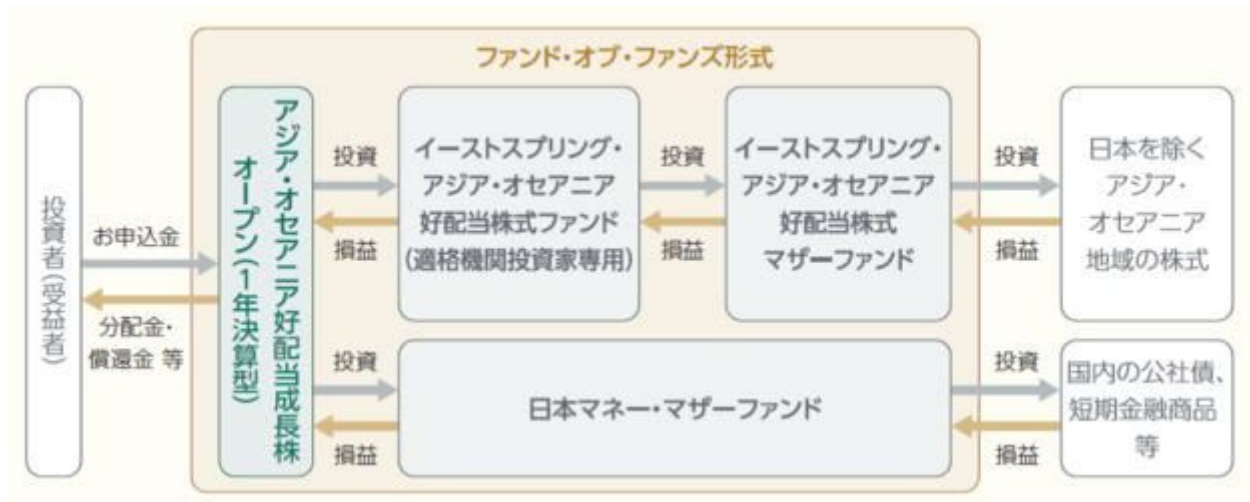 ファンド・オブ・ファンズ形式
投資者(受益者)
お申込金
分配金・
償還金 等
アジア・オセアニア好配当成長株
オープン(1年決算型)
投資
損益
イーストスプリング・
アジア・オセアニア
好配当株式ファンド
(適格機関投資家専用)
投資
損益
イーストスプリング・
アジア・オセアニア
好配当株式
マザーファンド
投資
損益
日本を除く
アジア・
オセアニア
地域の株式
投資
損益
日本マネー・マザーファンド
投資
損益
国内の公社債、
短期金融商品
等